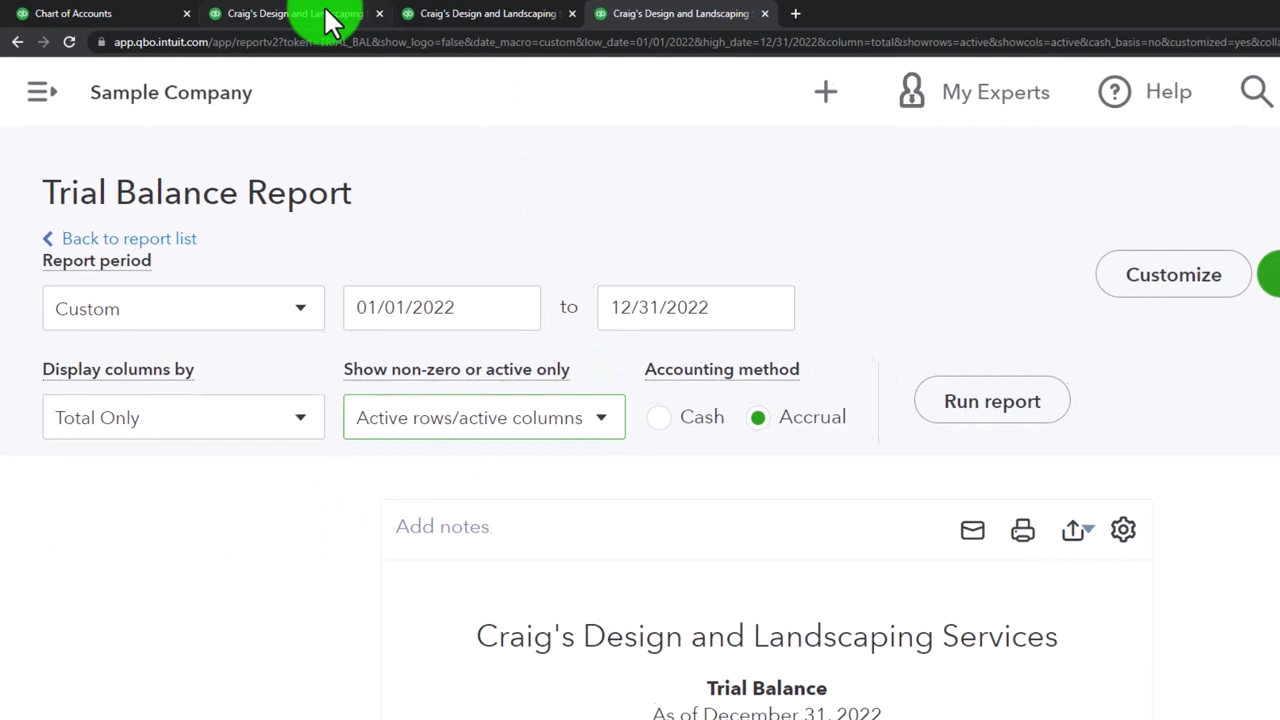 Chart of Accounts
Craig's Design and Landscaping
Craig's Design and Landscaping
Craig's Design and Landscaping
app.qbo.intuit.com/app/reportv2?token=TRIAL_BAL&show_logo=false&date_macro=custom&low_date=01/01/2022&high_date=12/31/2022&column=total&showrows=active&showcols=active&cash_basis=no&customized=yes&colla
Sample Company
My Experts
Help
Trial Balance Report
Back to report list
Report period
Custom
01/01/2022
to
12/31/2022
Customize
Display columns by
Show non-zero or active only
Accounting method
Total Only
Active rows/active columns
Cash
Accrual
Run report
Add notes
Craig's Design and Landscaping Services
Trial Balance
As of December 31, 2022